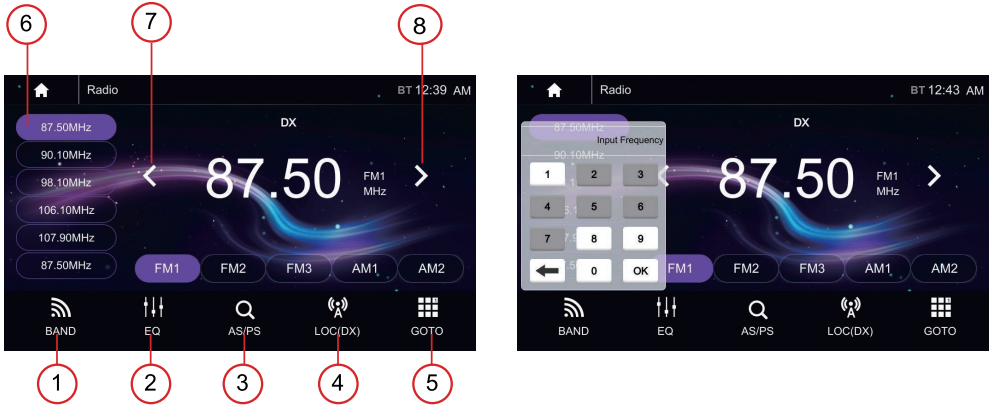 6 7 8
Radio BT 12:39 AM
87.50MHz
DX
90.10MHz
98.10MHz
87.50
FM1
MHz
106.10MHz
107.90MHz
87.50MHz
FM1 FM2 FM3 AM1 AM2
BAND EQ AS/PS LOC(DX) GOTO
1 2 3 4 5
Radio BT 12:43 AM
87.50MHz
DX
Input Frequency
90.10MHz
1 2 3
87.50
FM1
MHz
4 5 6
7 8 9
0 OK
FM1 FM2 FM3 AM1 AM2
BAND EQ AS/PS LOC(DX) GOTO